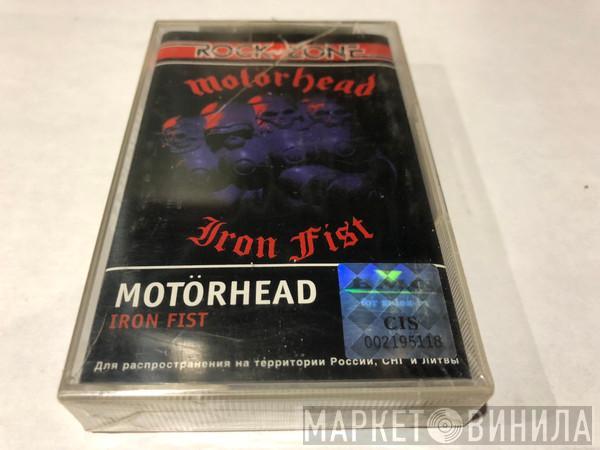 ROCK ZONE
Motörhead
Iron Fist
MOTÖRHEAD
IRON FIST
for sales in
CIS
002195118
Для распространения на территории России, СНГ и Литвы
МАРКЕТ ВИНИЛА